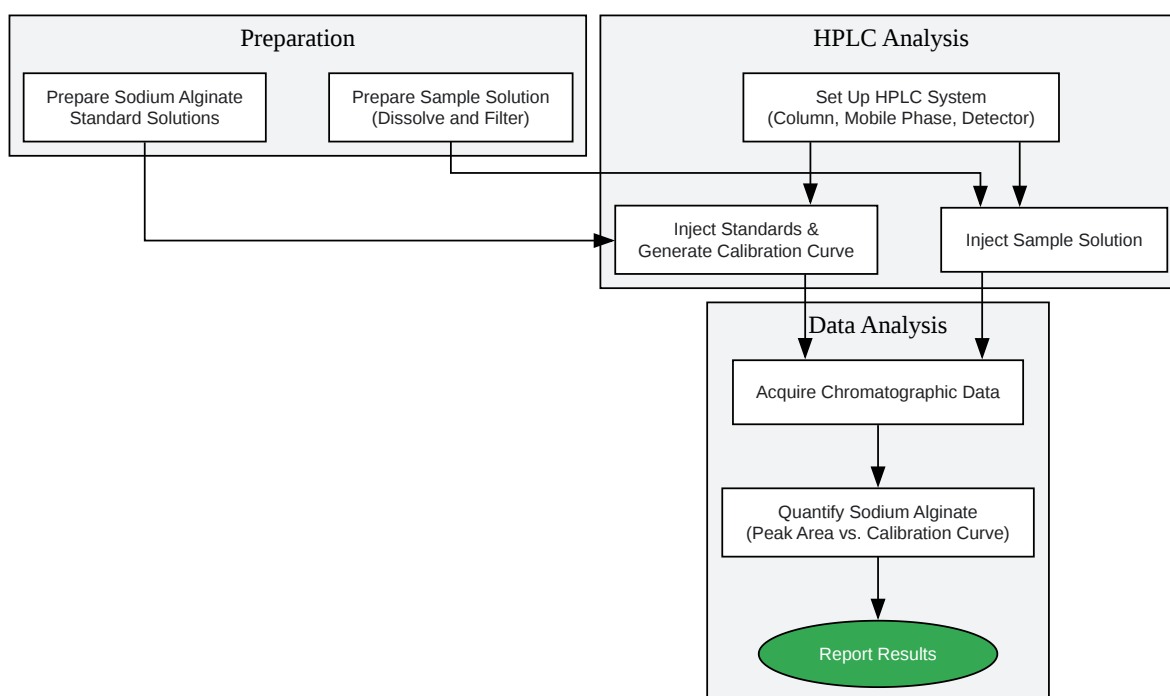 Preparation
Prepare Sodium Alginate
Standard Solutions
Prepare Sample Solution
(Dissolve and Filter)
HPLC Analysis
Set Up HPLC System
(Column, Mobile Phase, Detector)
Inject Standards &
Generate Calibration Curve
Inject Sample Solution
Data Analysis
Acquire Chromatographic Data
Quantify Sodium Alginate
(Peak Area vs. Calibration Curve)
Report Results